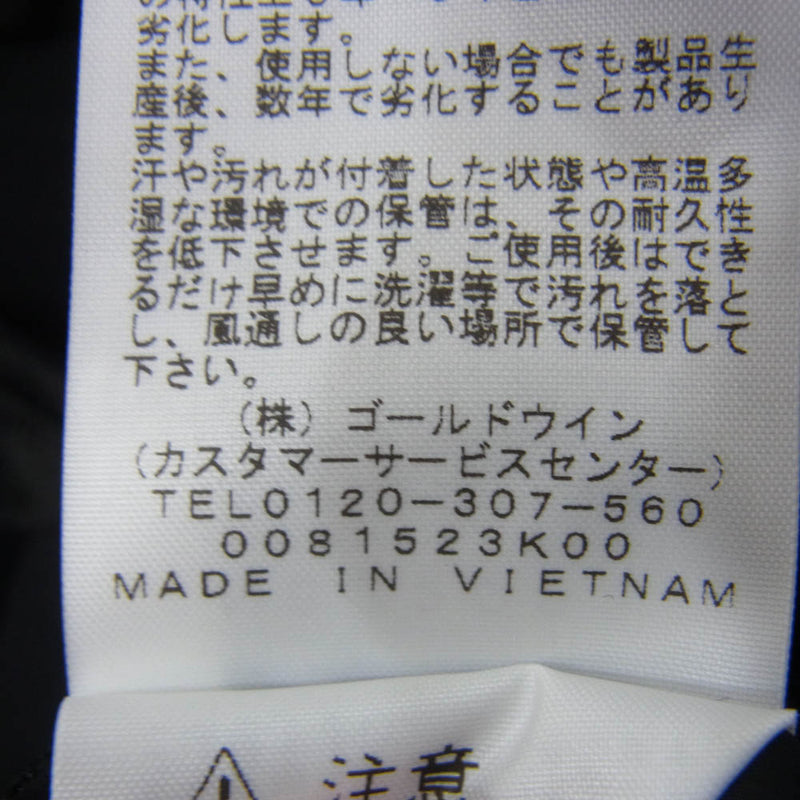 劣化します。
また、使用しない場合でも製品生
産後、数年で劣化することがあり
ます。
汗や汚れが付着した状態や高温多
湿な環境での保管は、その耐久性
を低下させます。ご使用後はでき
るだけ早めに洗濯等で汚れを落と
し、風通しの良い場所で保管して
下さい。
(株) ゴールドウイン
(カスタマーサービスセンター)
TEL0120-307-560
0081523K00
MADE IN VIETNAM
注意